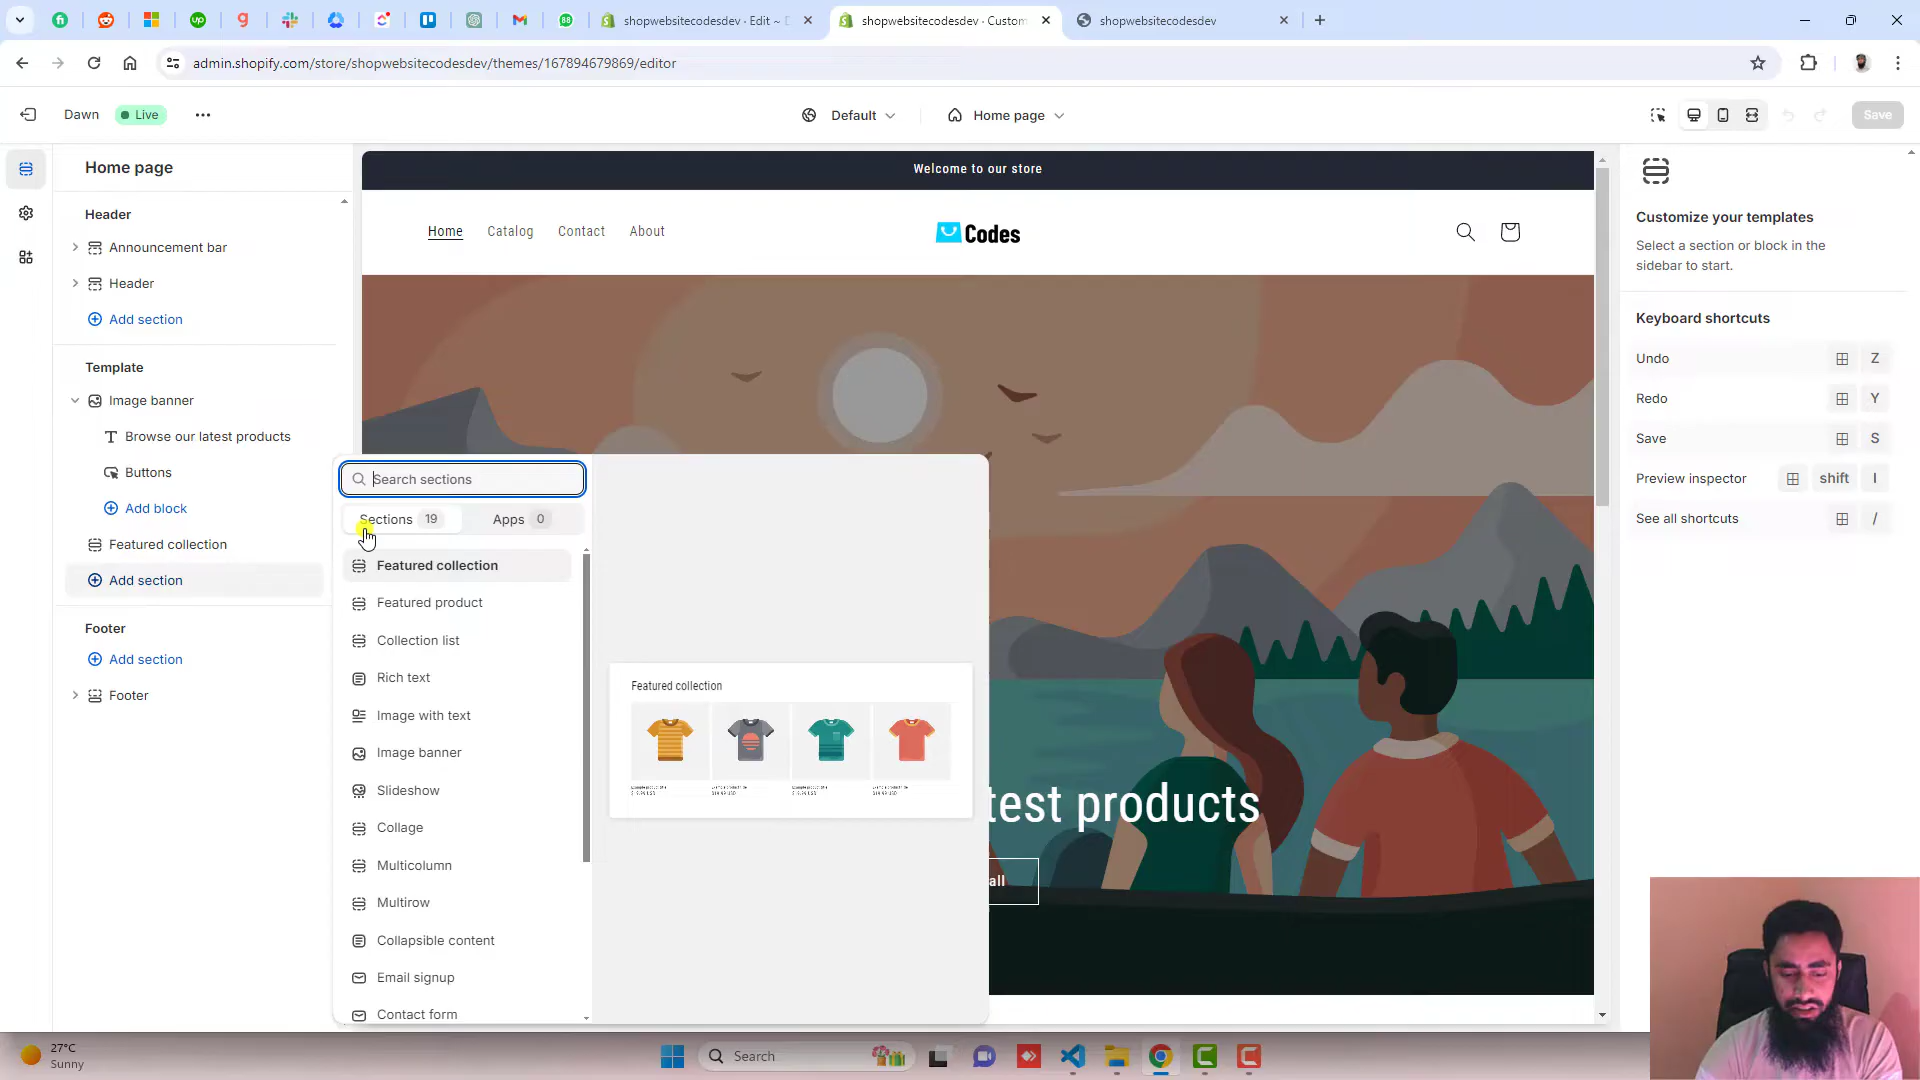 shopwebsitecodesdev · Edit ~ D
shopwebsitecodesdev · Custom
shopwebsitecodesdev
admin.shopify.com/store/shopwebsitecodesdev/themes/167894679869/editor
Dawn
Live
Default
Home page
Save
Home page
Header
Announcement bar
Header
Add section
Template
Image banner
Browse our latest products
Buttons
Add block
Featured collection
Add section
Footer
Add section
Footer
Search sections
Sections 19
Apps 0
Featured collection
Featured product
Collection list
Rich text
Image with text
Image banner
Slideshow
Collage
Multicolumn
Multirow
Collapsible content
Email signup
Contact form
Featured collection
Welcome to our store
Home
Catalog
Contact
About
Codes
test products
all
Customize your templates
Select a section or block in the
sidebar to start.
Keyboard shortcuts
Undo Z
Redo Y
Save S
Preview inspector shift I
See all shortcuts /
27°C
Sunny
Search